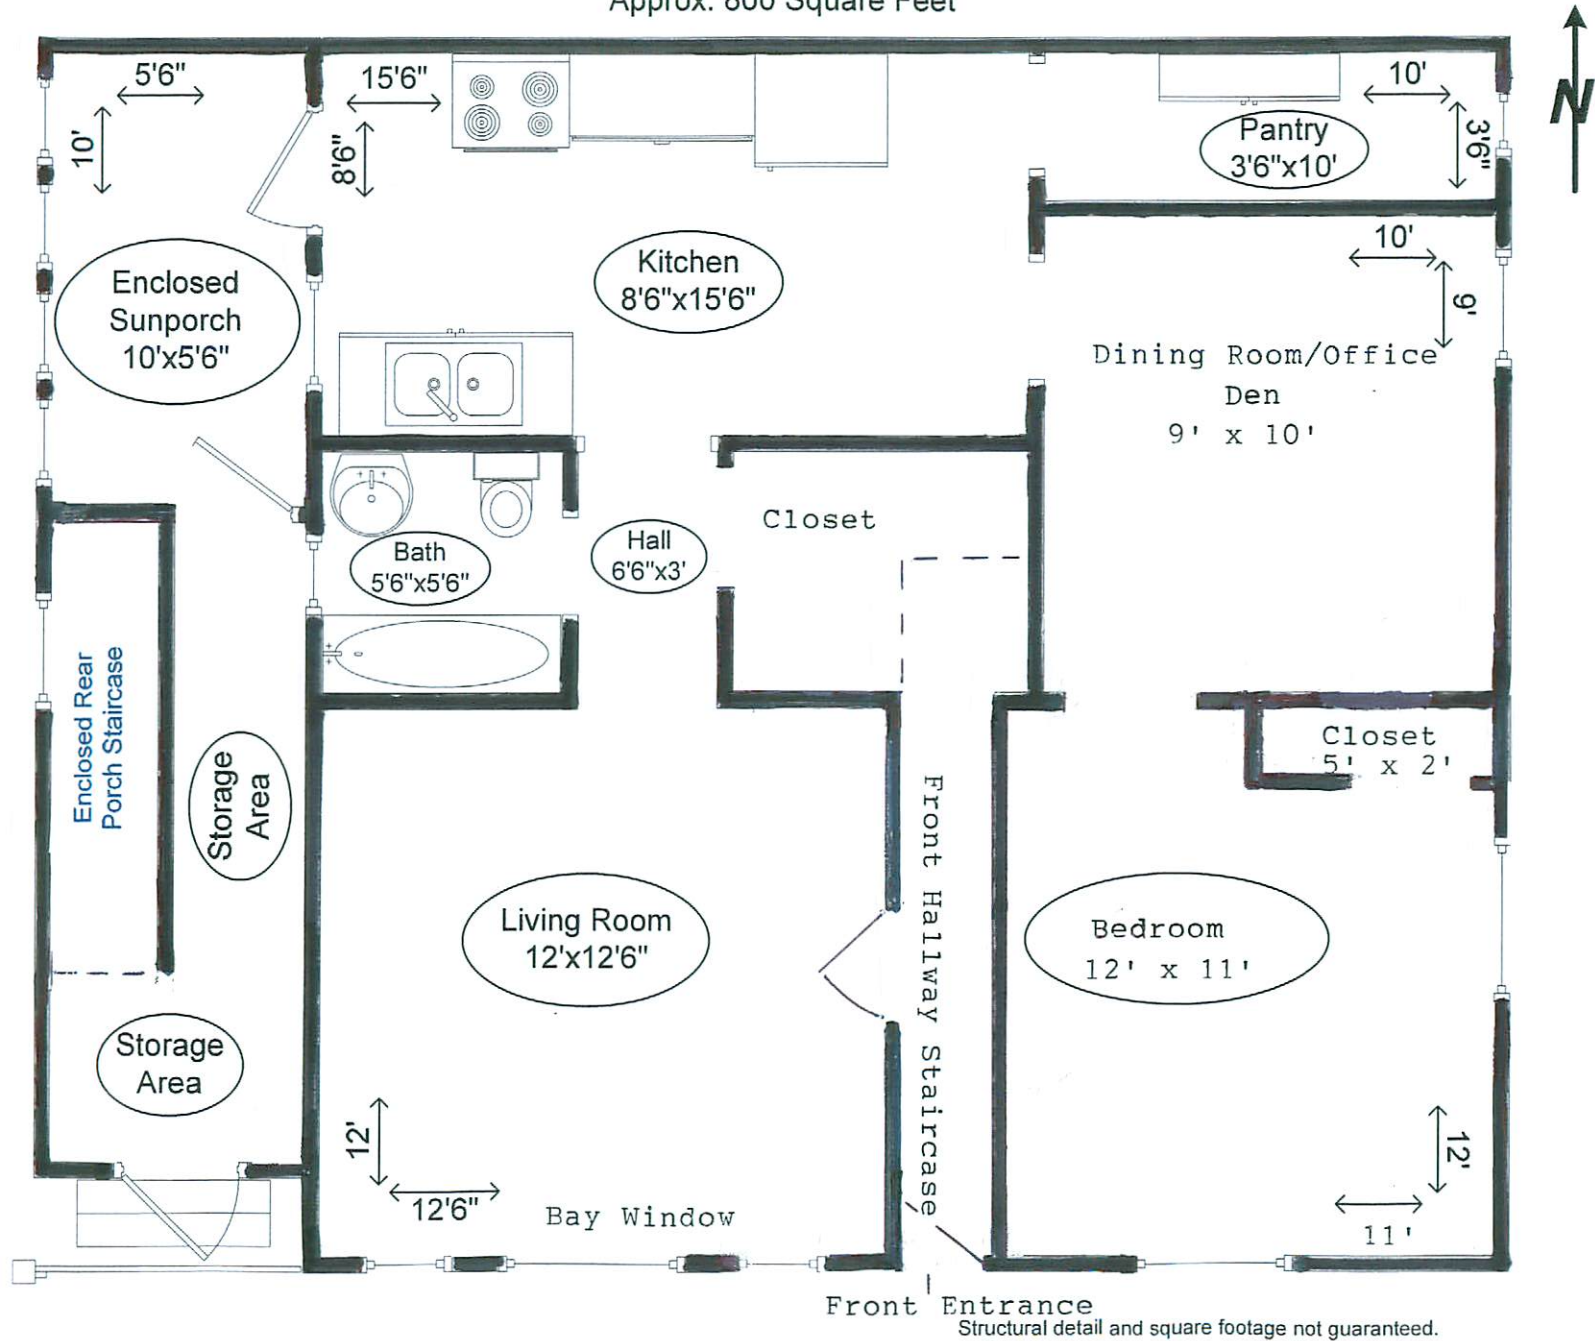 Approx. 800 Square Feet
N
5'6"
10'
15'6"
8'6"
10'
3'6"
Pantry
3'6"x10'
Enclosed
Sunporch
10'x5'6"
Kitchen
8'6"x15'6"
10'
9'
Dining Room/Office
Den
9' x 10'
Bath
5'6"x5'6"
Hall
6'6"x3'
Closet
Enclosed Rear
Porch Staircase
Storage
Area
Closet
5' x 2'
Living Room
12'x12'6"
Front Hallway Staircase
Bedroom
12' x 11'
Storage
Area
12'
12'6"
Bay Window
12'
11'
Front Entrance
Structural detail and square footage not guaranteed.